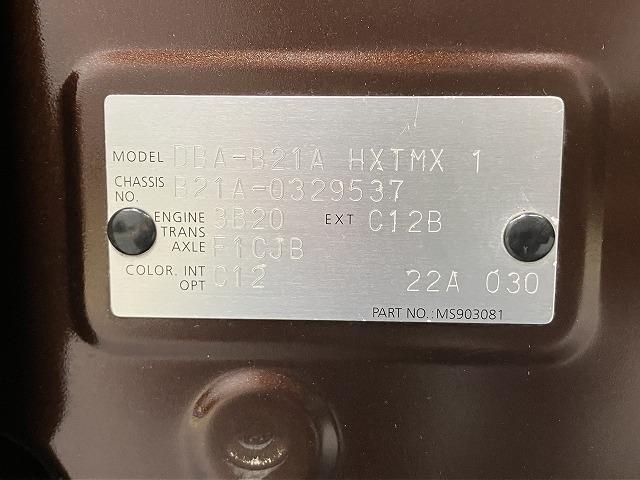 MODEL DBA-B21A HXTMX 1
CHASSIS NO. B21A-0329537
ENGINE 3B20 EXT C12B
TRANS AXLE F1CJB
COLOR. INT C12
OPT 22A 030
PART NO.:MS903081